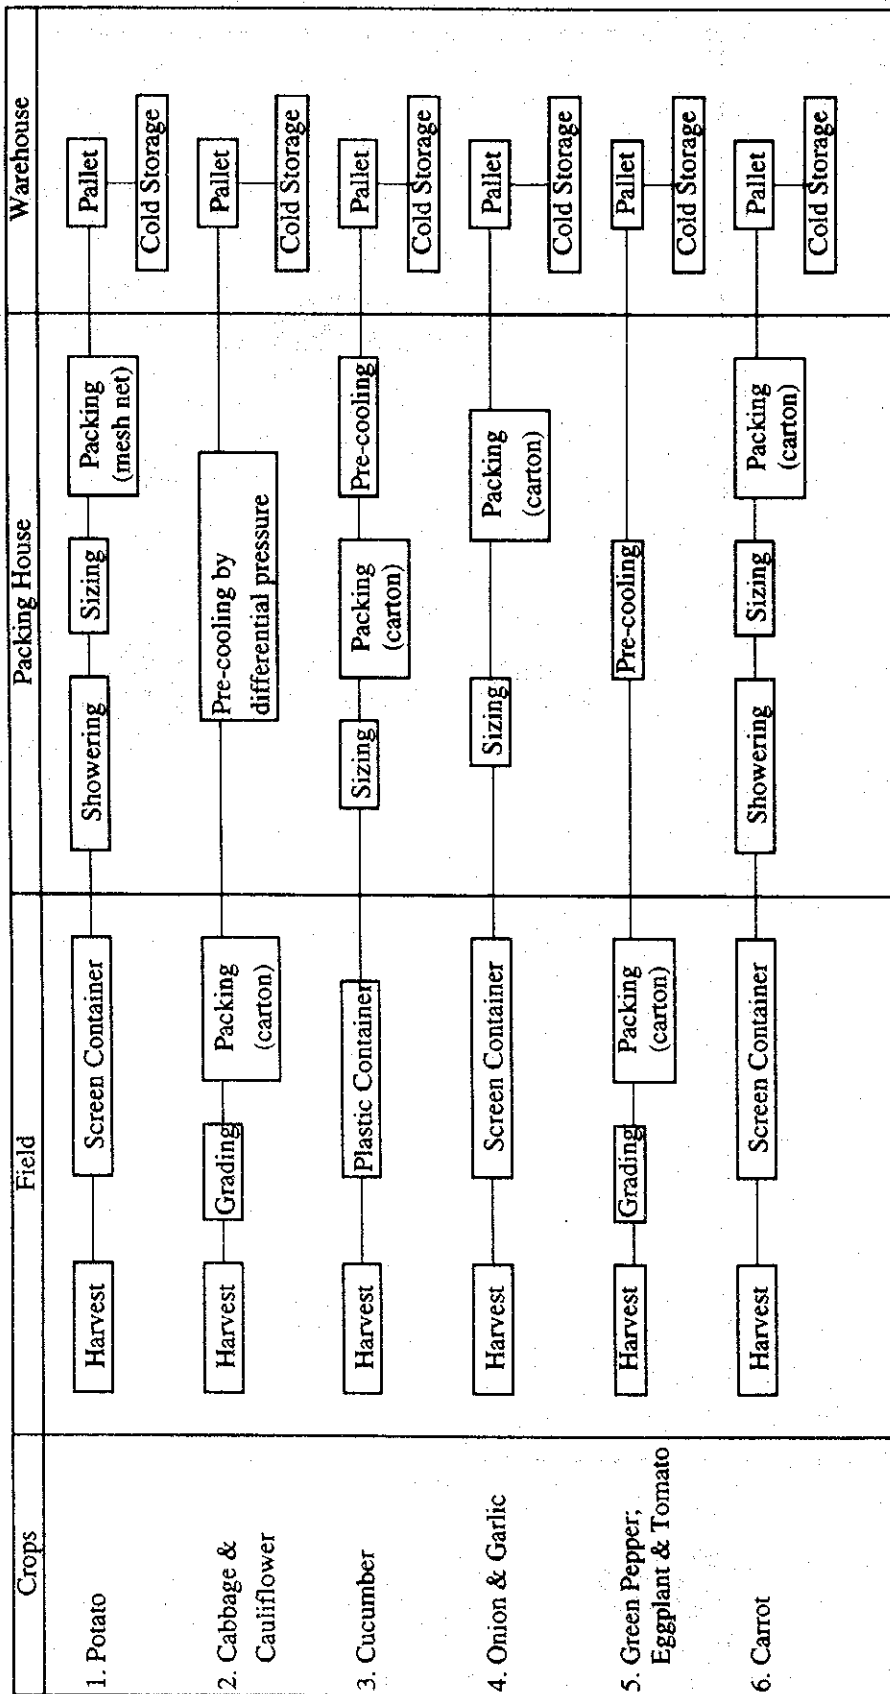 Crops
Field
Packing House
Warehouse
1. Potato
Harvest
Screen Container
Showering
Sizing
Packing
(mesh net)
Pallet
Cold Storage
2. Cabbage &
Cauliflower
Harvest
Grading
Packing
(carton)
Pre-cooling by
differential pressure
Pallet
Cold Storage
3. Cucumber
Harvest
Plastic Container
Sizing
Packing
(carton)
Pre-cooling
Pallet
Cold Storage
4. Onion & Garlic
Harvest
Screen Container
Sizing
Packing
(carton)
Pallet
Cold Storage
5. Green Pepper;
Eggplant & Tomato
Harvest
Grading
Packing
(carton)
Pre-cooling
Pallet
Cold Storage
6. Carrot
Harvest
Screen Container
Showering
Sizing
Packing
(carton)
Pallet
Cold Storage